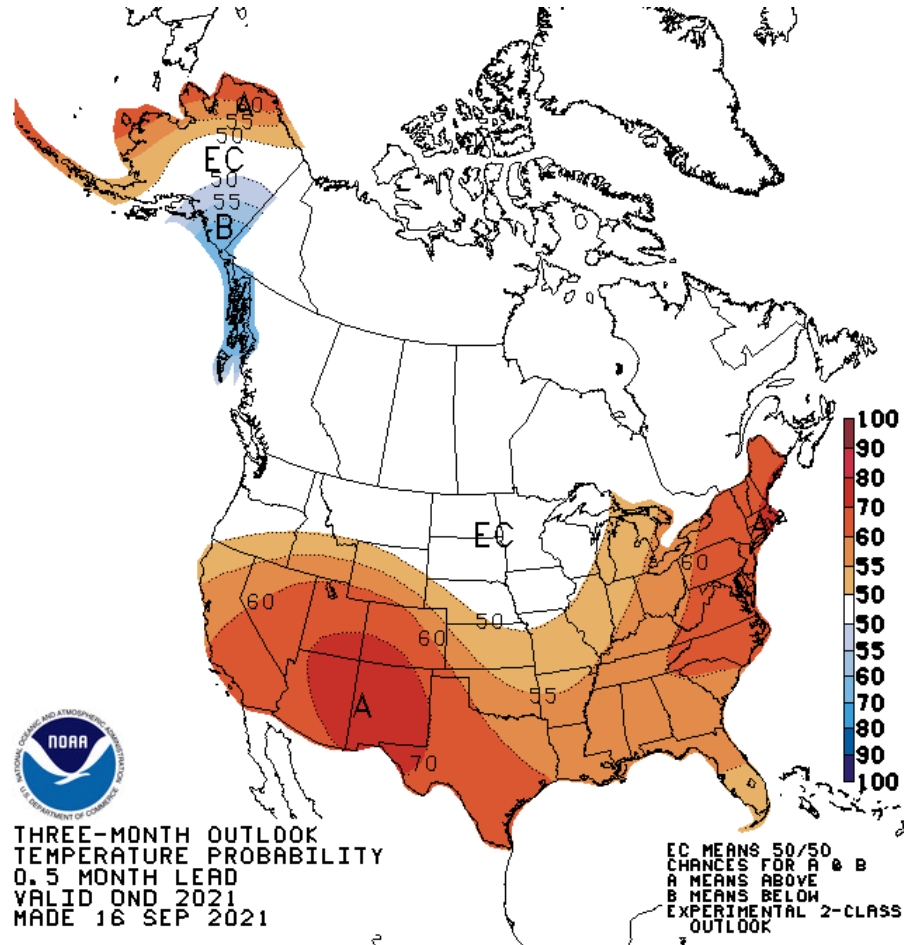 A
60
55
50
EC
50
55
B
EC
A
60
60
50
60
55
A
70
100
90
80
70
60
55
50
50
55
60
70
80
90
100
NATIONAL OCEANIC AND ATMOSPHERIC ADMINISTRATION
NOAA
U.S. DEPARTMENT OF COMMERCE
THREE-MONTH OUTLOOK
TEMPERATURE PROBABILITY
0.5 MONTH LEAD
VALID OND 2021
MADE 16 SEP 2021
EC MEANS 50/50
CHANCES FOR A & B
A MEANS ABOVE
B MEANS BELOW
EXPERIMENTAL 2-CLASS
OUTLOOK